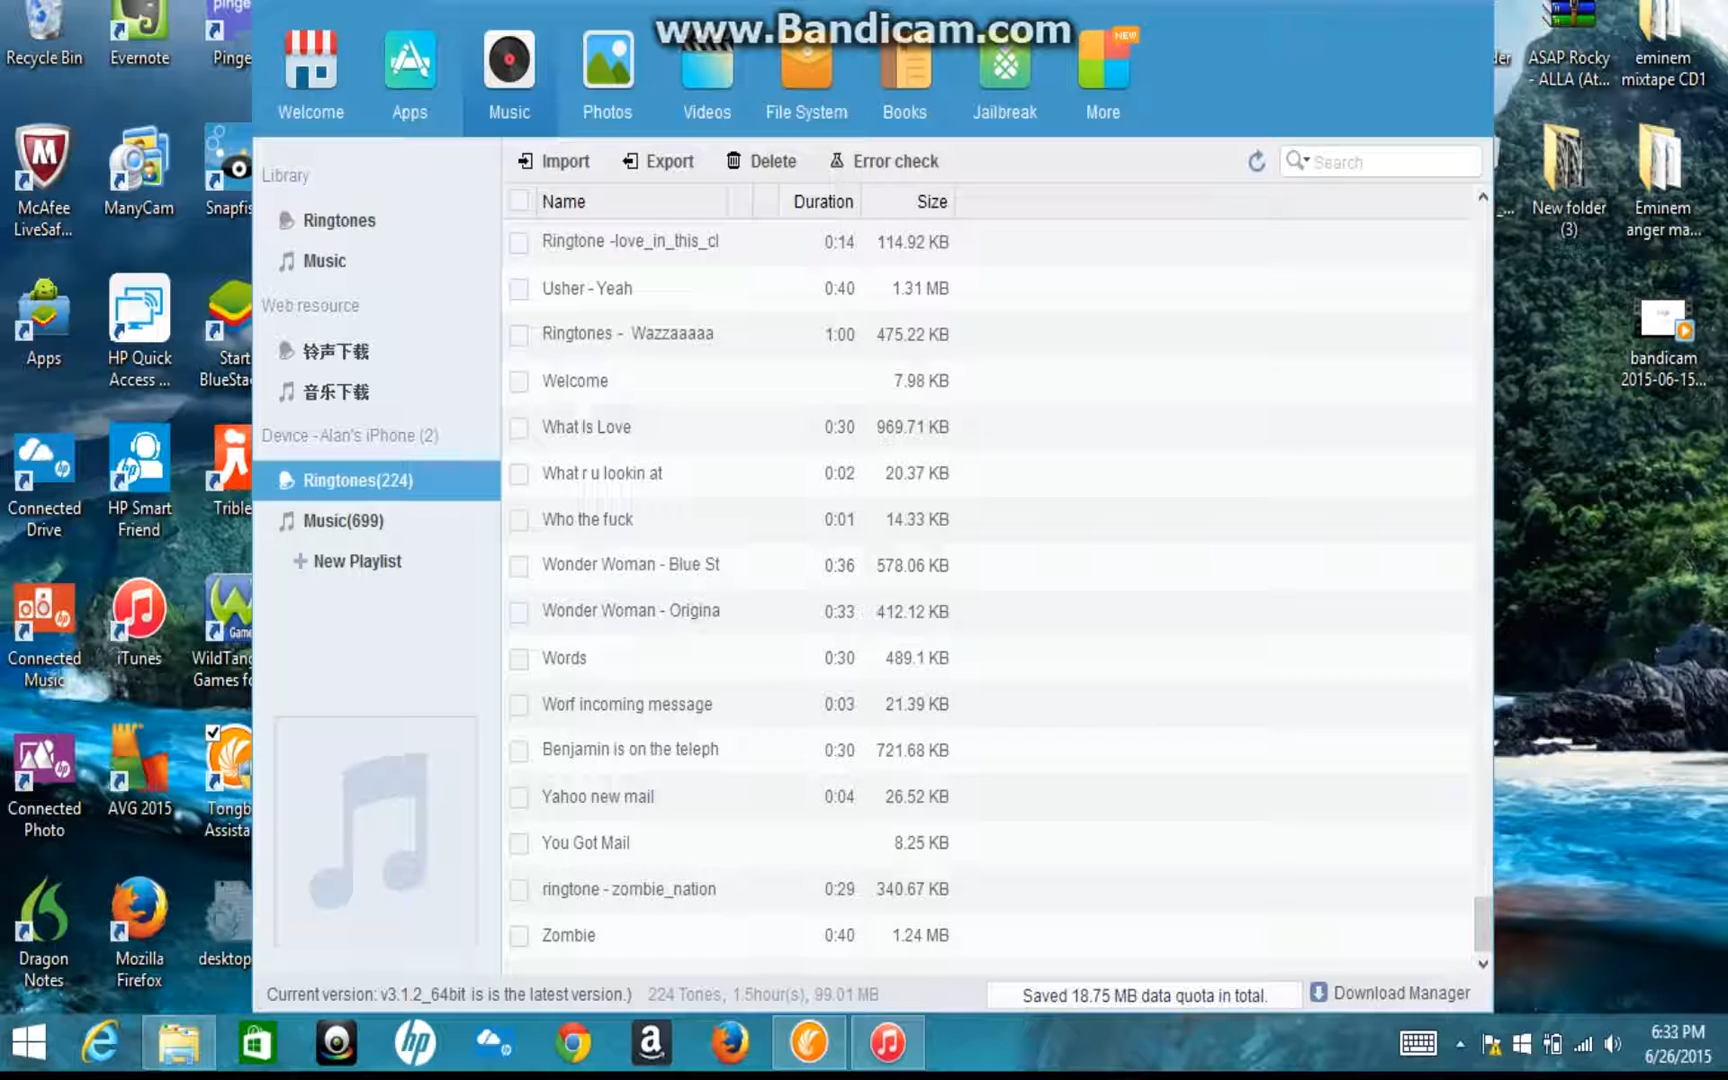 www.Bandicam.com
Recycle Bin
Evernote
Pinge
Welcome
Apps
Music
Photos
Videos
File System
Books
Jailbreak
NEW
More
ASAP Rocky
- ALLA (At...
eminem
mixtape CD1
McAfee
LiveSaf...
ManyCam
Snapfis
Apps
HP Quick
Access ...
Start
BlueStac
Connected
Drive
HP Smart
Friend
Trible
Connected
Music
iTunes
WildTan
Games fo
Connected
Photo
AVG 2015
Tongb
Assista
Dragon
Notes
Mozilla
Firefox
desktop
Library
Ringtones
Music
Web resource
铃声下载
音乐下载
Device -Alan's iPhone (2)
Ringtones(224)
Music(699)
New Playlist
Import Export Delete Error check
Search
Name Duration Size
Ringtone -love_in_this_cl 0:14 114.92 KB
Usher - Yeah 0:40 1.31 MB
Ringtones - Wazzaaaaa 1:00 475.22 KB
Welcome 7.98 KB
What Is Love 0:30 969.71 KB
What r u lookin at 0:02 20.37 KB
Who the fuck 0:01 14.33 KB
Wonder Woman - Blue St 0:36 578.06 KB
Wonder Woman - Origina 0:33 412.12 KB
Words 0:30 489.1 KB
Worf incoming message 0:03 21.39 KB
Benjamin is on the teleph 0:30 721.68 KB
Yahoo new mail 0:04 26.52 KB
You Got Mail 8.25 KB
ringtone - zombie_nation 0:29 340.67 KB
Zombie 0:40 1.24 MB
Current version: v3.1.2_64bit is is the latest version.)
224 Tones, 1.5hour(s), 99.01 MB
Saved 18.75 MB data quota in total.
Download Manager
New folder
(3)
Eminem
anger ma...
bandicam
2015-06-15...
6:33 PM
6/26/2015